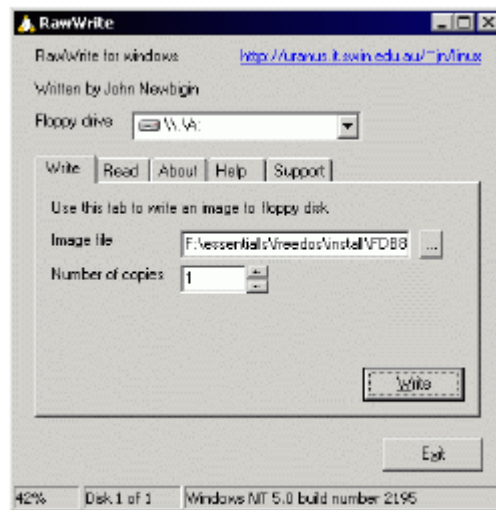 RawWrite
RawWrite for windows http://uranus.it.swin.edu.au/~jn/linux
Written by John Newbigin
Floppy drive \\.\A:
Write Read About Help Support
Use this tab to write an image to floppy disk
Image file F:\essentials\freedos\install\FDB8 ...
Number of copies 1
Write
Exit
42% Disk 1 of 1 Windows NT 5.0 build number 2195